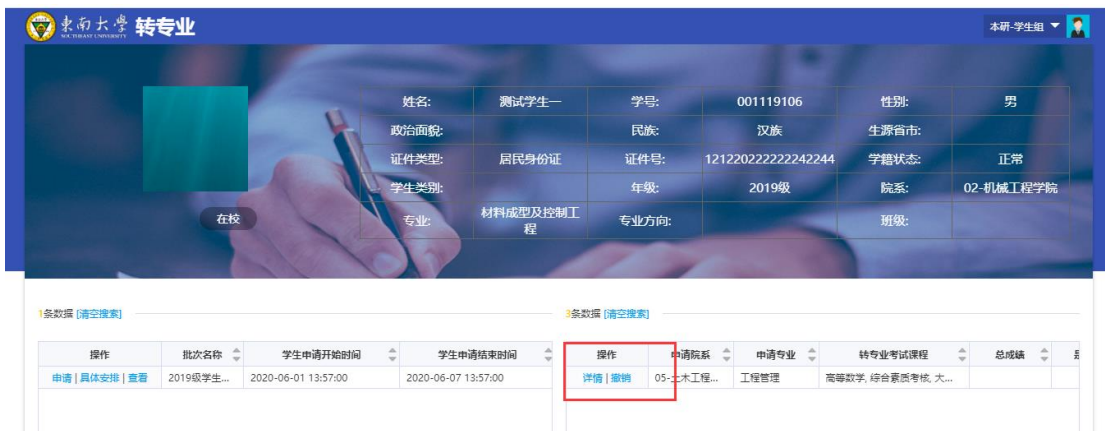 東南大學 转专业
SOUTHEAST UNIVERSITY
本研-学生组
姓名: 测试学生一 学号: 001119106 性别: 男
政治面貌: 民族: 汉族 生源省市:
证件类型: 居民身份证 证件号: 121220222222242244 学籍状态: 正常
学生类别: 年级: 2019级 院系: 02-机械工程学院
专业: 材料成型及控制工程 专业方向: 班级:
在校
1条数据 [清空搜索]
3条数据 [清空搜索]
操作 批次名称 学生申请开始时间 学生申请结束时间
申请 | 具体安排 | 查看 2019级学生... 2020-06-01 13:57:00 2020-06-07 13:57:00
操作 申请院系 申请专业 转专业考试课程 总成绩
详情 | 撤销 05-土木工程... 工程管理 高等数学, 综合素质考核, 大...